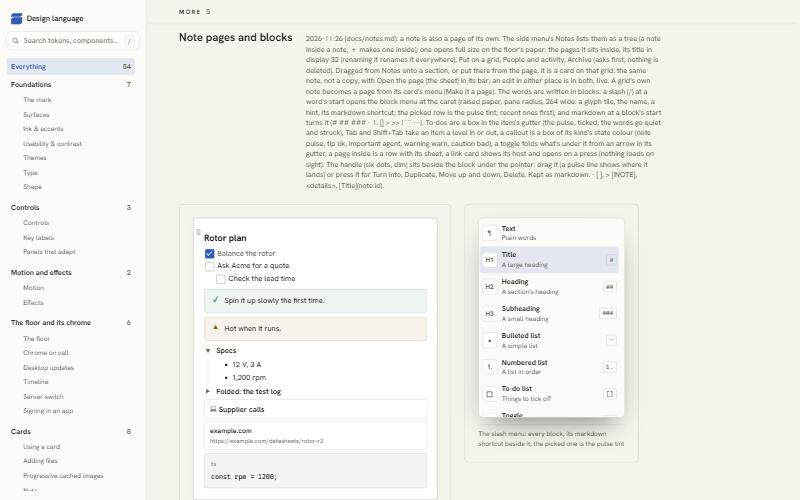 Design language
Search tokens, components... /
Everything 54
Foundations 7
The mark
Surfaces
Ink & accents
Usability & contrast
Themes
Type
Shape
Controls 3
Controls
Key labels
Panels that adapt
Motion and effects 2
Motion
Effects
The floor and its chrome 6
The floor
Chrome on call
Desktop updates
Timeline
Server switch
Signing in an app
Cards 8
Using a card
Adding files
Progressive cached images
MORE 5
Note pages and blocks
2026-11-26 (docs/notes.md): a note is also a page of its own. The side menu's Notes lists them as a tree (a note
inside a note, + makes one inside); one opens full size on the floor's paper: the pages it sits inside, its title in
display 32 (renaming it renames it everywhere), Put on a grid, People and activity, Archive (asks first; nothing is
deleted). Dragged from Notes onto a section, or put there from the page, it is a card on that grid: the same
note, not a copy, with Open the page (the sheet) in its bar; an edit in either place is in both, live. A grid's own
note becomes a page from its card's menu (Make it a page). The words are written in blocks: a slash (/) at a
word's start opens the block menu at the caret (raised paper, pane radius, 264 wide: a glyph tile, the name, a
hint, its markdown shortcut; the picked row is the pulse tint; recent ones first), and markdown at a block's start
and struck), Tab and Shift+Tab take an item a level in or out, a callout is a box of its kind's state colour (note
pulse, tip ok, important agent, warning warn, caution bad), a toggle folds what's under it from an arrow in its
gutter, a page inside is a row with its sheet, a link card shows its host and opens on a press (nothing loads on
sight). The handle (six dots, dim) sits beside the block under the pointer: drag it (a pulse line shows where it
lands) or press it for Turn into, Duplicate, Move up and down, Delete. Kept as markdown: - [ ], > [!NOTE],
<details>, [Title](note:id).
Rotor plan
Balance the rotor
Ask Acme for a quote
Check the lead time
Spin it up slowly the first time.
Hot when it runs.
Specs
12 V, 3 A
1,200 rpm
Folded: the test log
Supplier calls
example.com
https://example.com/datasheets/rotor-r3
ts
const rpm = 1200;
¶ Text
Plain words
H1 Title #
A large heading
H2 Heading ##
A section's heading
H3 Subheading ###
A small heading
• Bulleted list -
A simple list
1. Numbered list 1.
A list in order
To-do list []
Things to tick off
Toggle
The slash menu: every block, its markdown
shortcut beside it; the picked one is the pulse tint